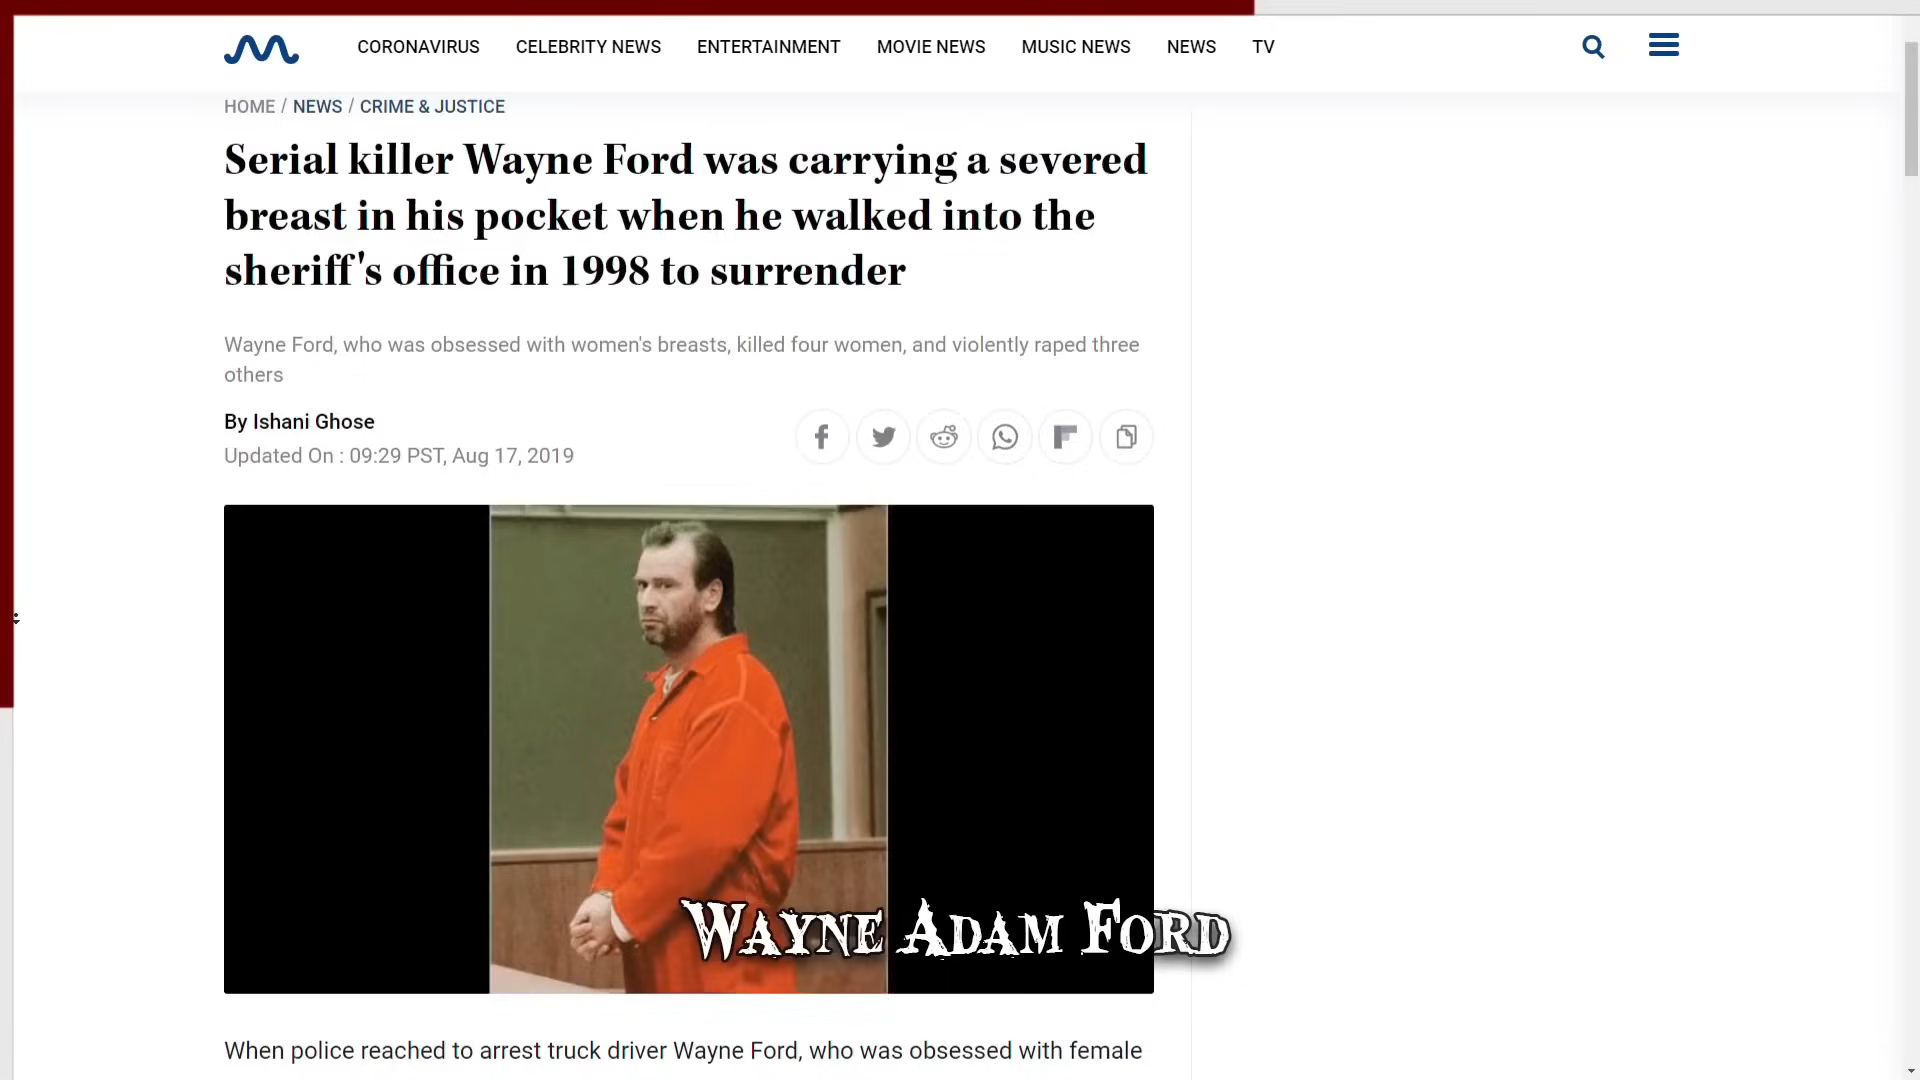 CORONAVIRUS CELEBRITY NEWS ENTERTAINMENT MOVIE NEWS MUSIC NEWS NEWS TV
HOME / NEWS / CRIME & JUSTICE
Serial killer Wayne Ford was carrying a severed
breast in his pocket when he walked into the
sheriff's office in 1998 to surrender
Wayne Ford, who was obsessed with women's breasts, killed four women, and violently raped three
others
By Ishani Ghose
Updated On : 09:29 PST, Aug 17, 2019
WAYNE ADAM FORD
When police reached to arrest truck driver Wayne Ford, who was obsessed with female